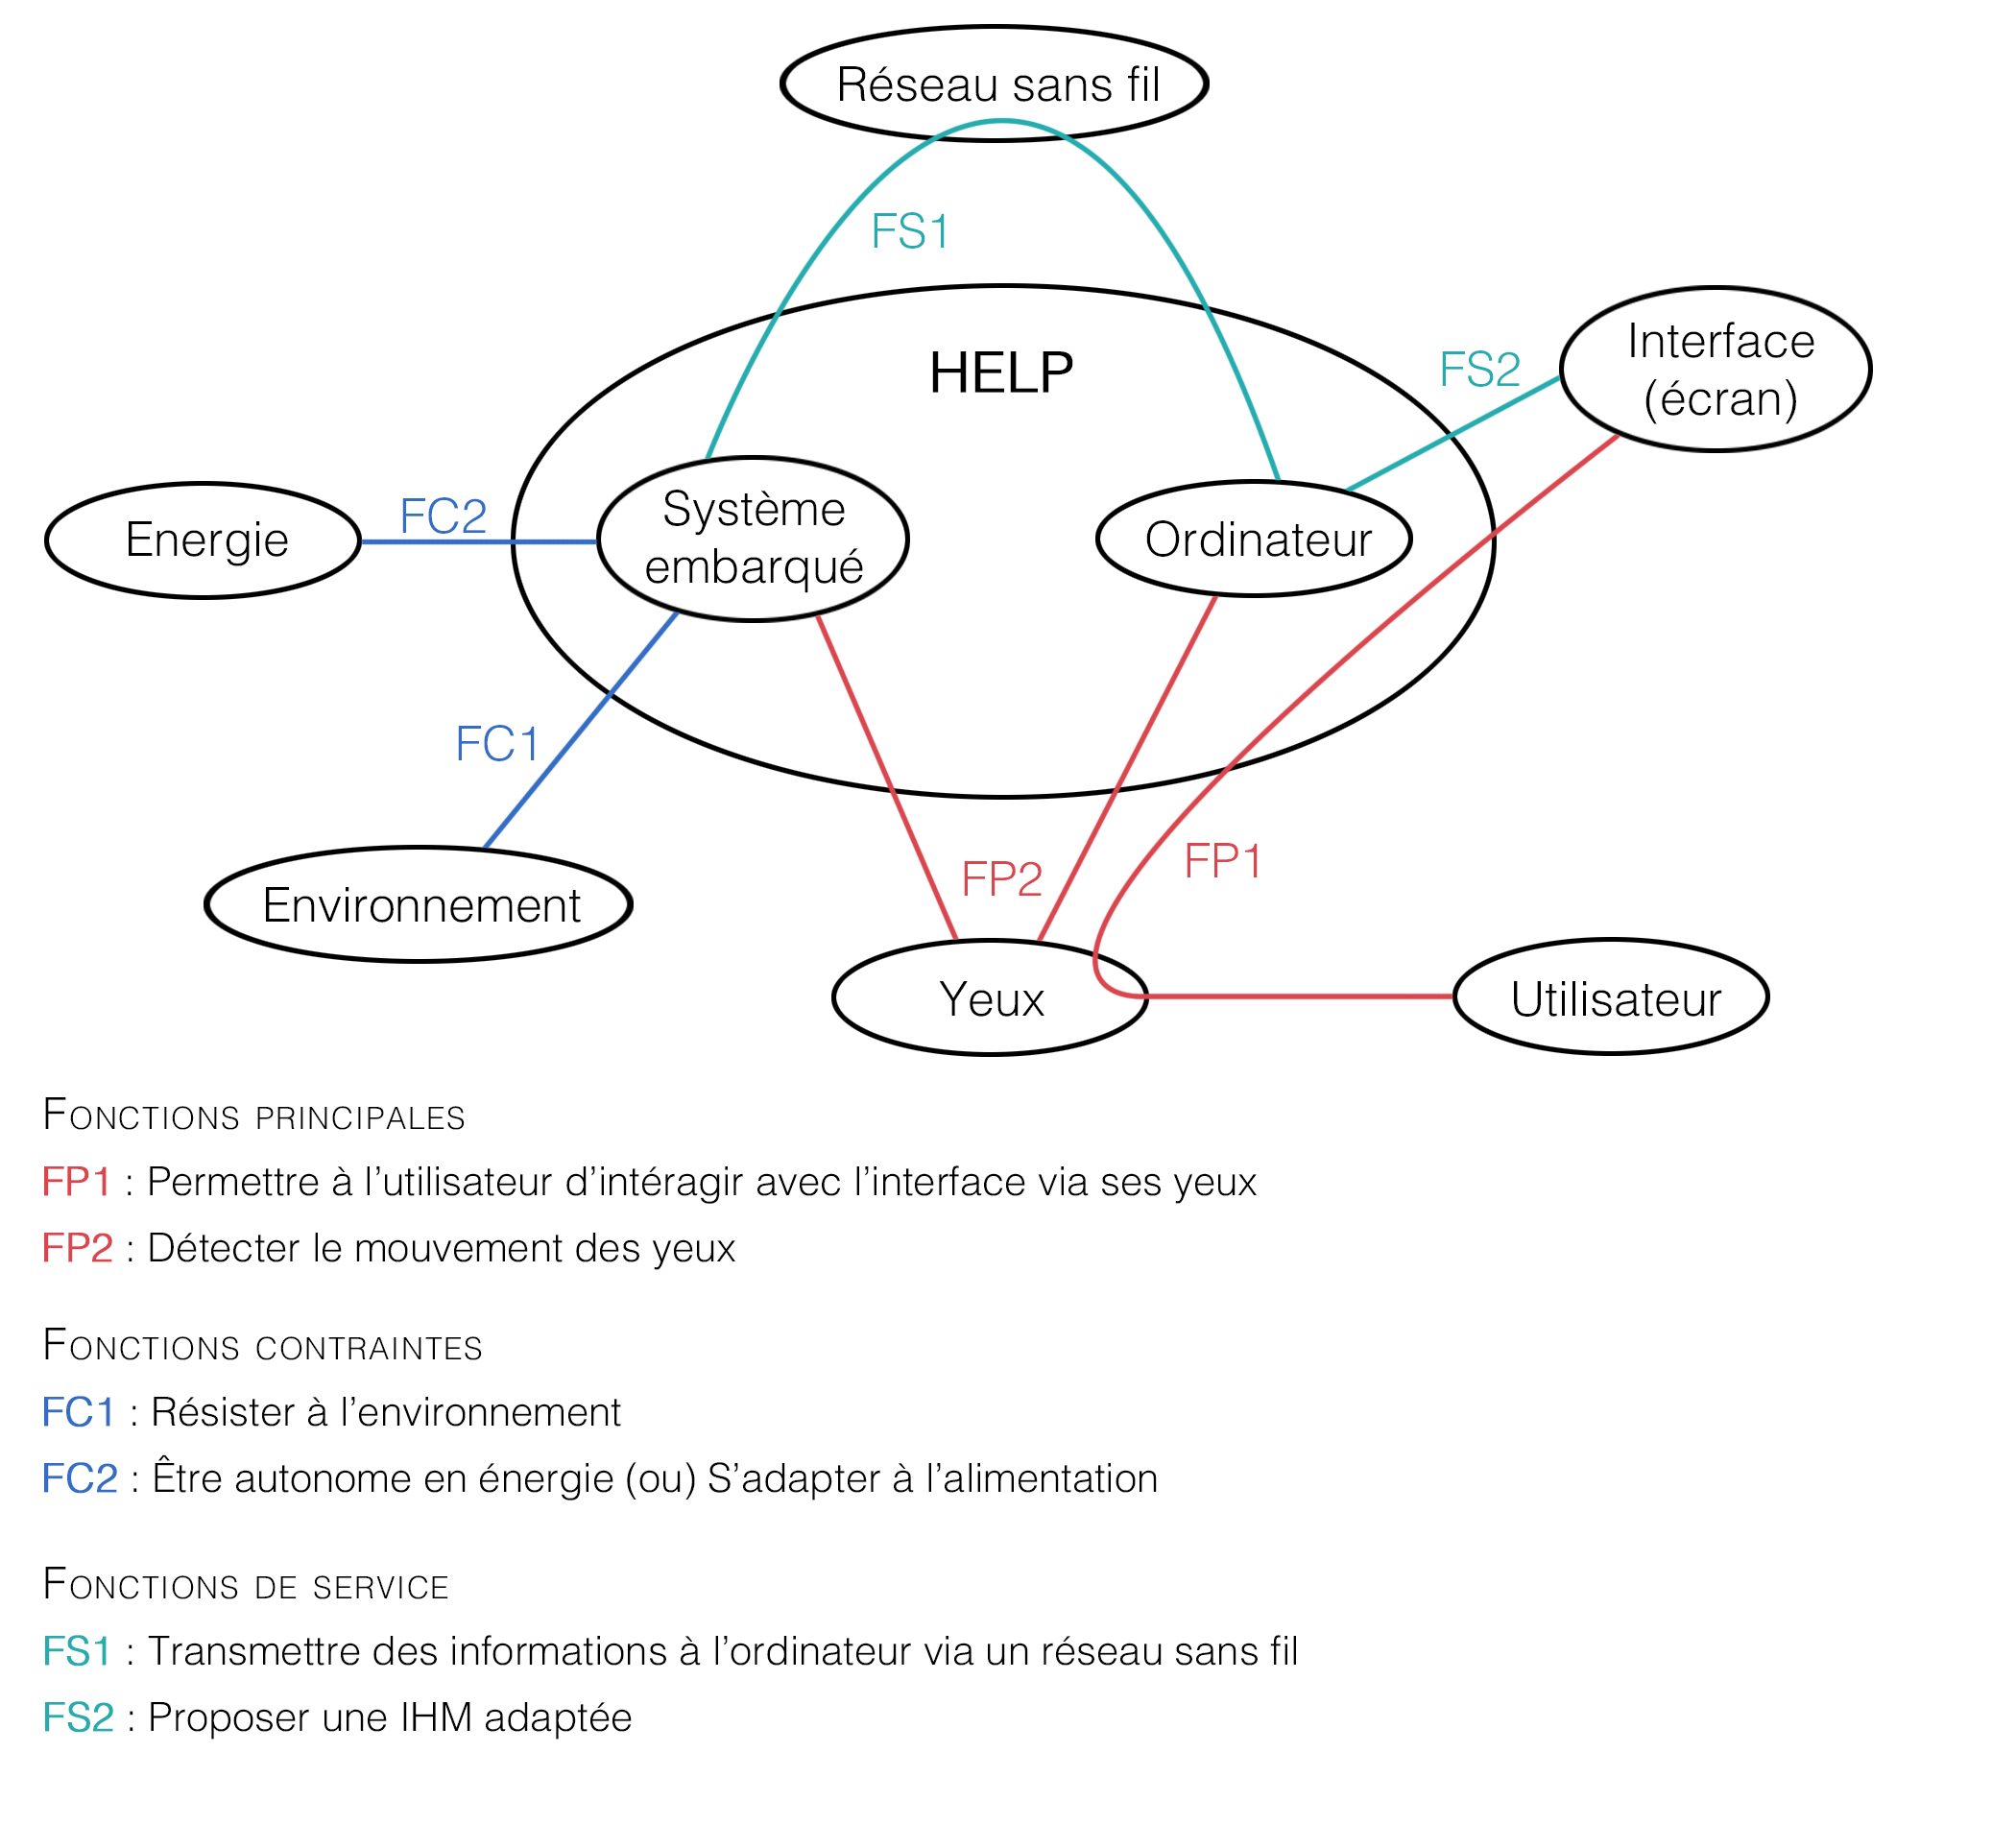 Réseau sans fil
FS1
HELP
Interface
(écran)
FS2
Système
embarqué
Ordinateur
Energie
FC2
FC1
Environnement
FP2
FP1
Yeux
Utilisateur
FONCTIONS PRINCIPALES
FP1 : Permettre à l’utilisateur d’intéragir avec l’interface via ses yeux
FP2 : Détecter le mouvement des yeux
FONCTIONS CONTRAINTES
FC1 : Résister à l’environnement
FC2 : Être autonome en énergie (ou) S’adapter à l’alimentation
FONCTIONS DE SERVICE
FS1 : Transmettre des informations à l’ordinateur via un réseau sans fil
FS2 : Proposer une IHM adaptée